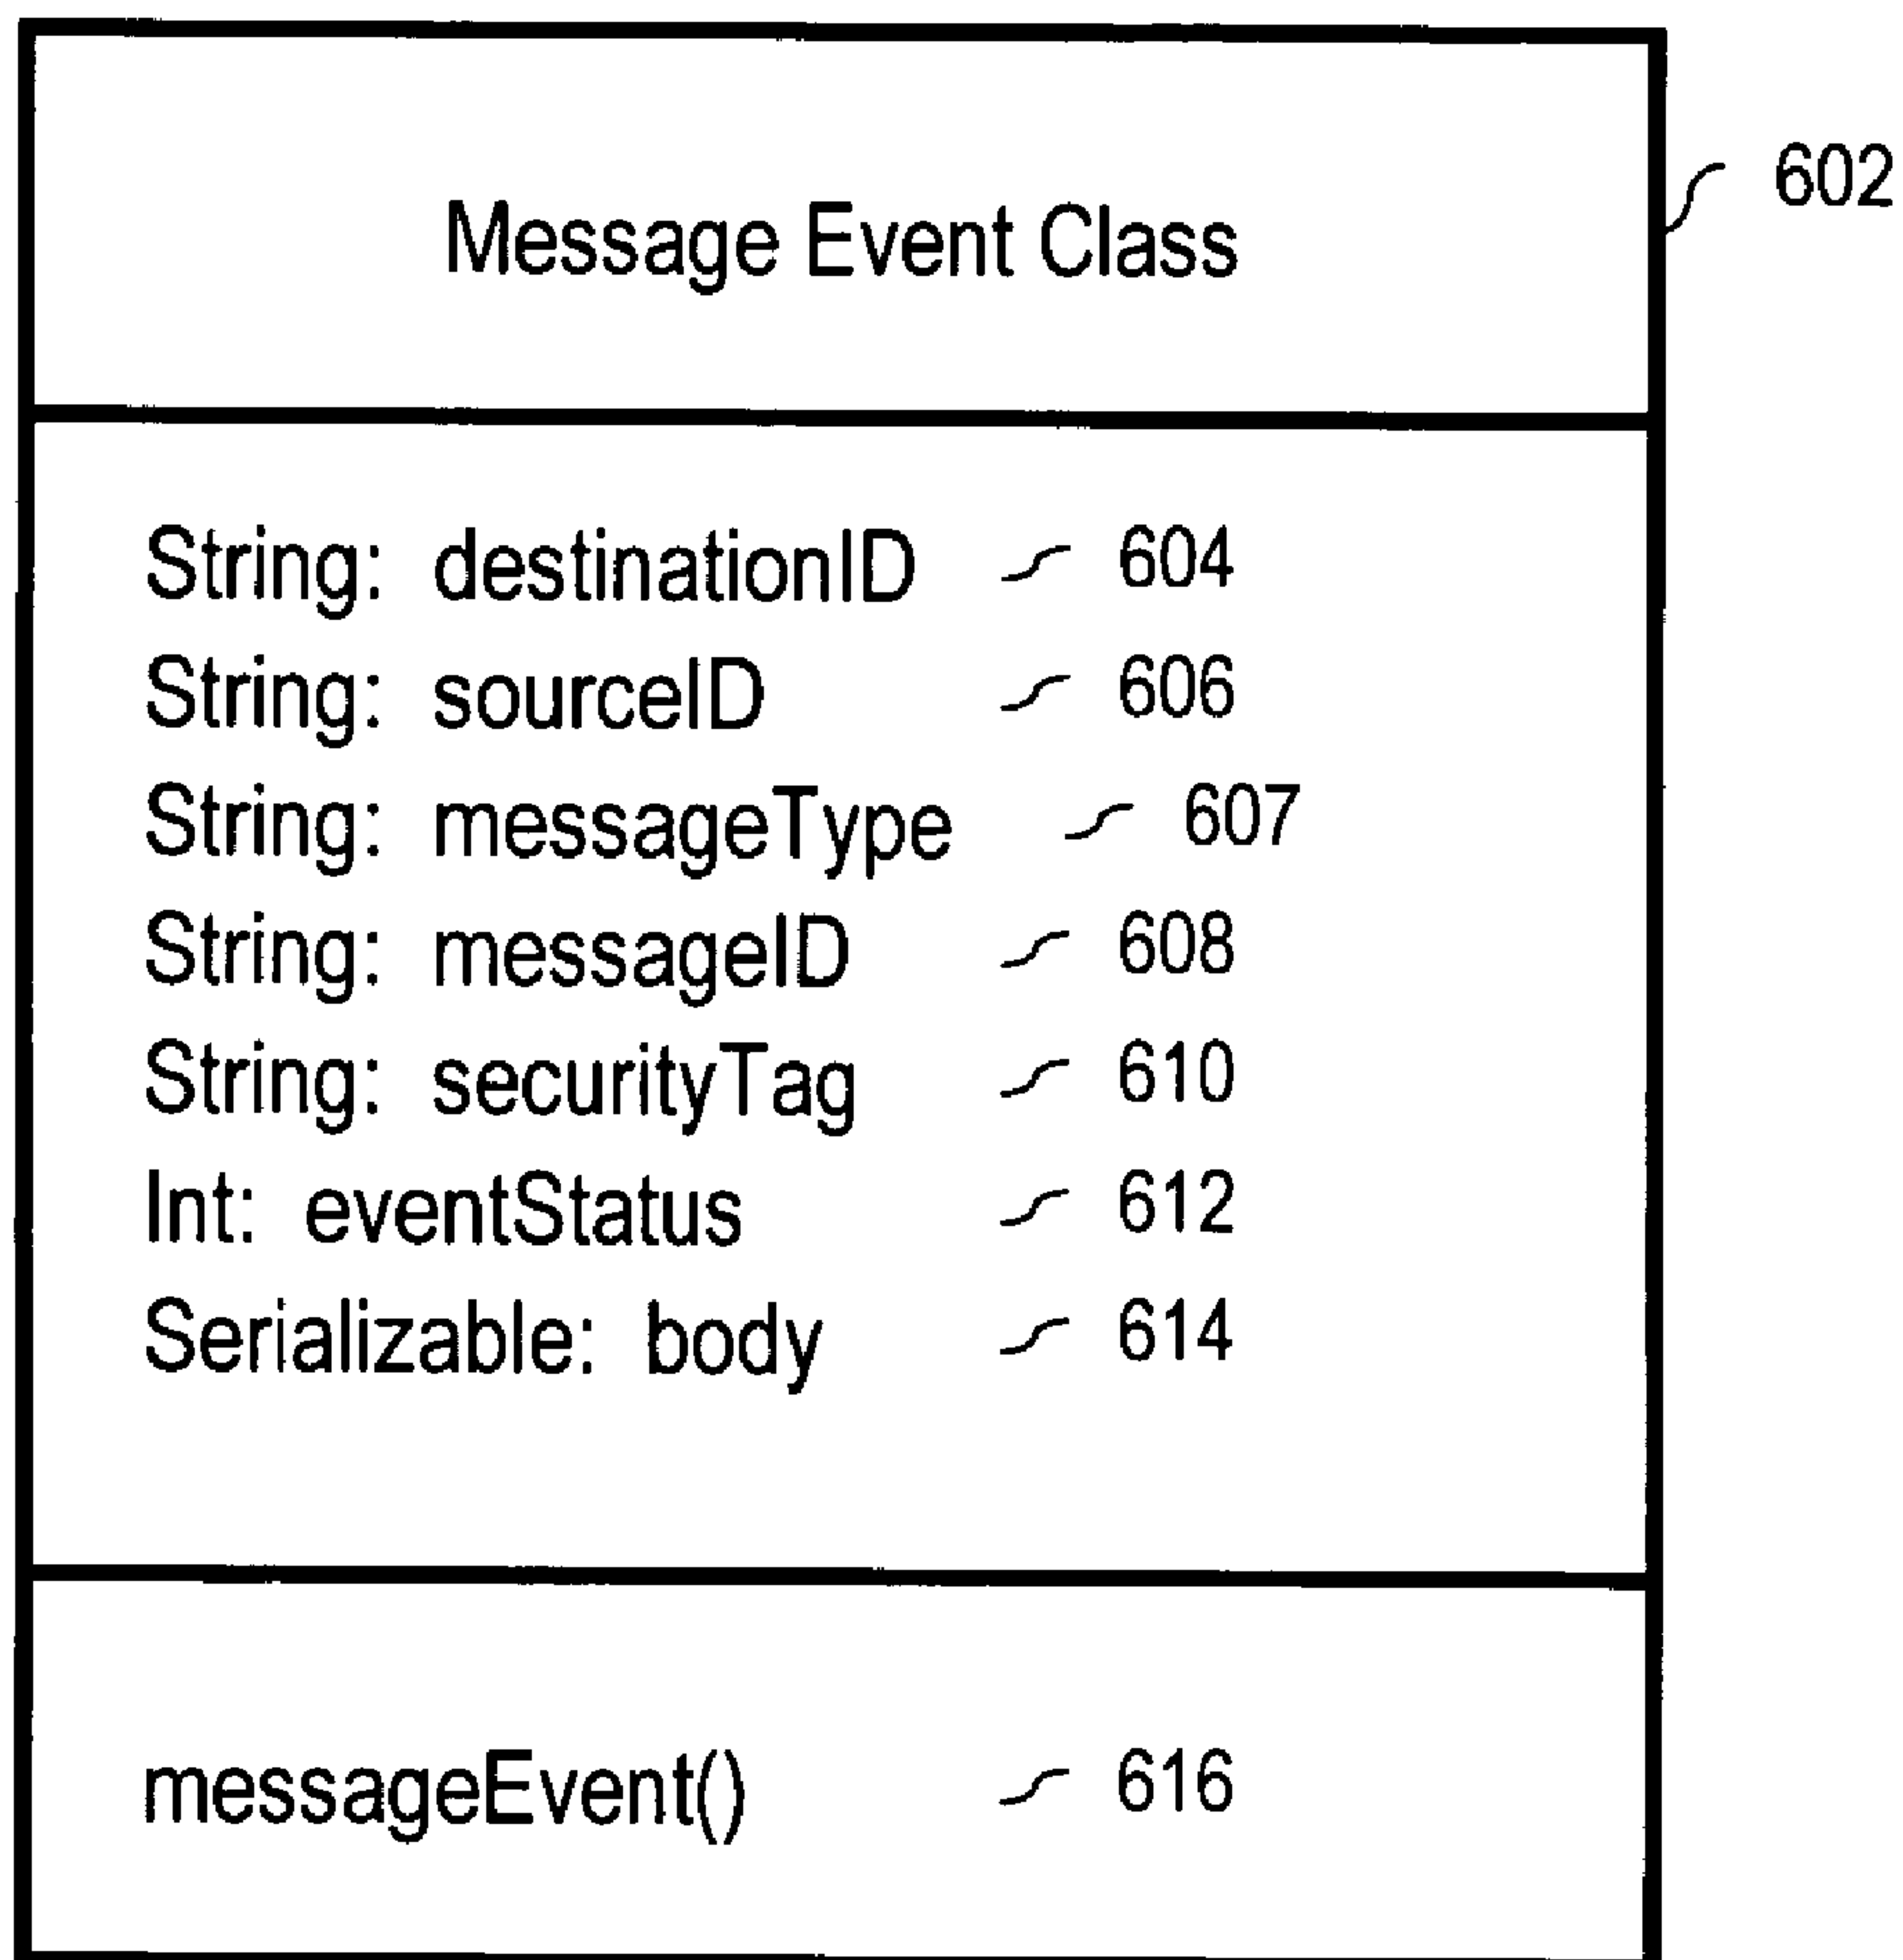 602
Message Event Class
String: destinationID 604
String: sourceID 606
String: messageType 607
String: messageID 608
String: securityTag 610
Int: eventStatus 612
Serializable: body 614
messageEvent() 616